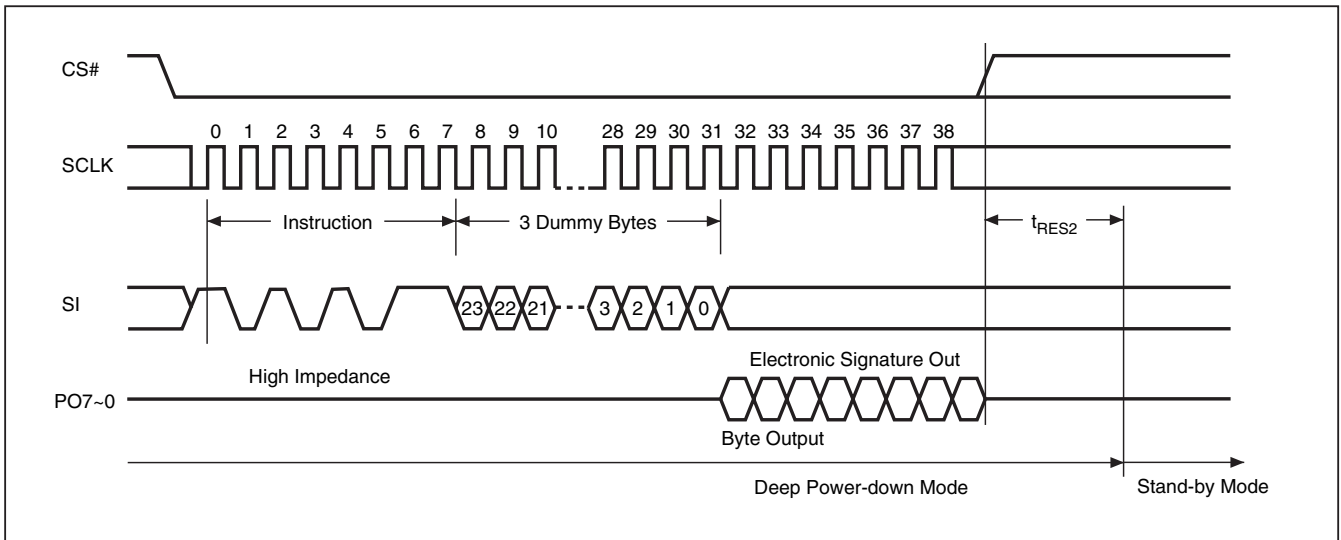 CS#
0 1 2 3 4 5 6 7 8 9 10 28 29 30 31 32 33 34 35 36 37 38
SCLK
Instruction
3 Dummy Bytes
tRES2
SI
23 22 21 3 2 1 0
High Impedance
Electronic Signature Out
PO7~0
Byte Output
Deep Power-down Mode
Stand-by Mode